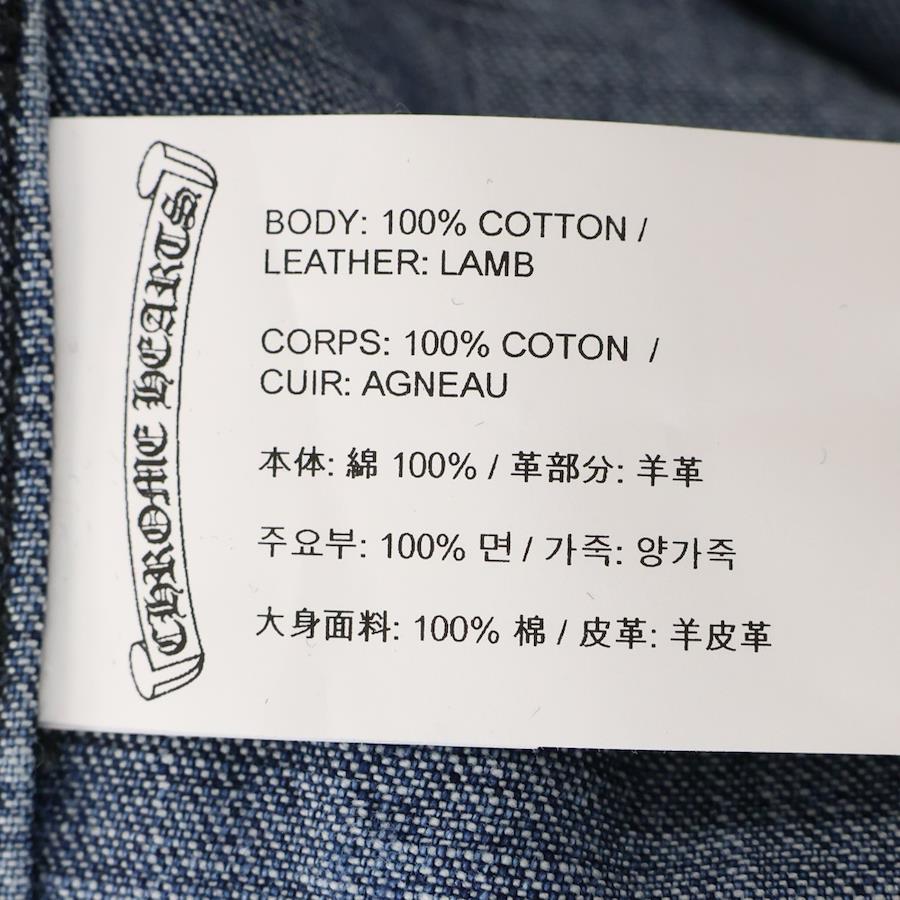 CHROME HEARTS
BODY: 100% COTTON /
LEATHER: LAMB
CORPS: 100% COTON /
CUIR: AGNEAU
本体: 綿 100% / 革部分: 羊革
주요부: 100% 면 / 가죽: 양가죽
大身面料: 100% 棉 / 皮革: 羊皮革